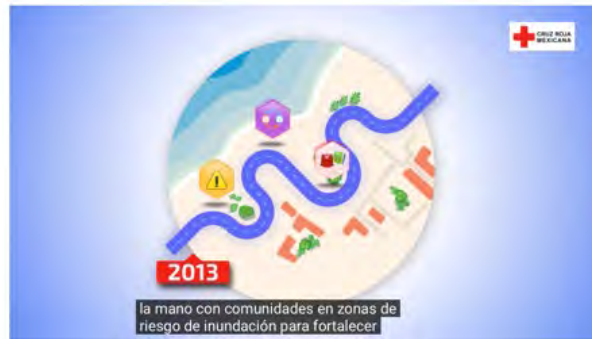 CRUZ ROJA
MEXICANA
2013
la mano con comunidades en zonas de
riesgo de inundación para fortalecer